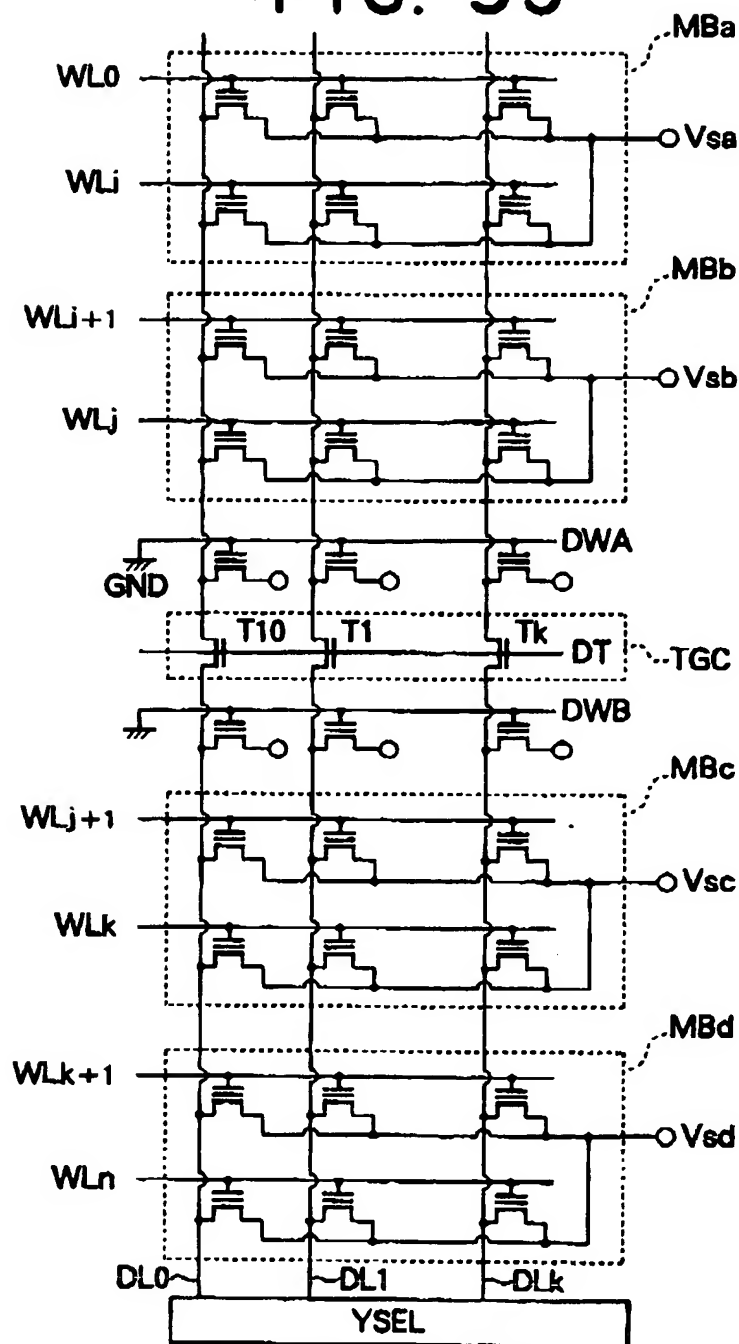 MBa
WL0
Vsa
WLi
MBb
WLi+1
Vsb
WLj
DWA
GND
T10 T1 Tk
DT
TGC
DWB
MBc
WLj+1
Vsc
WLk
MBd
WLk+1
Vsd
WLn
DL0 DL1 DLk
YSEL